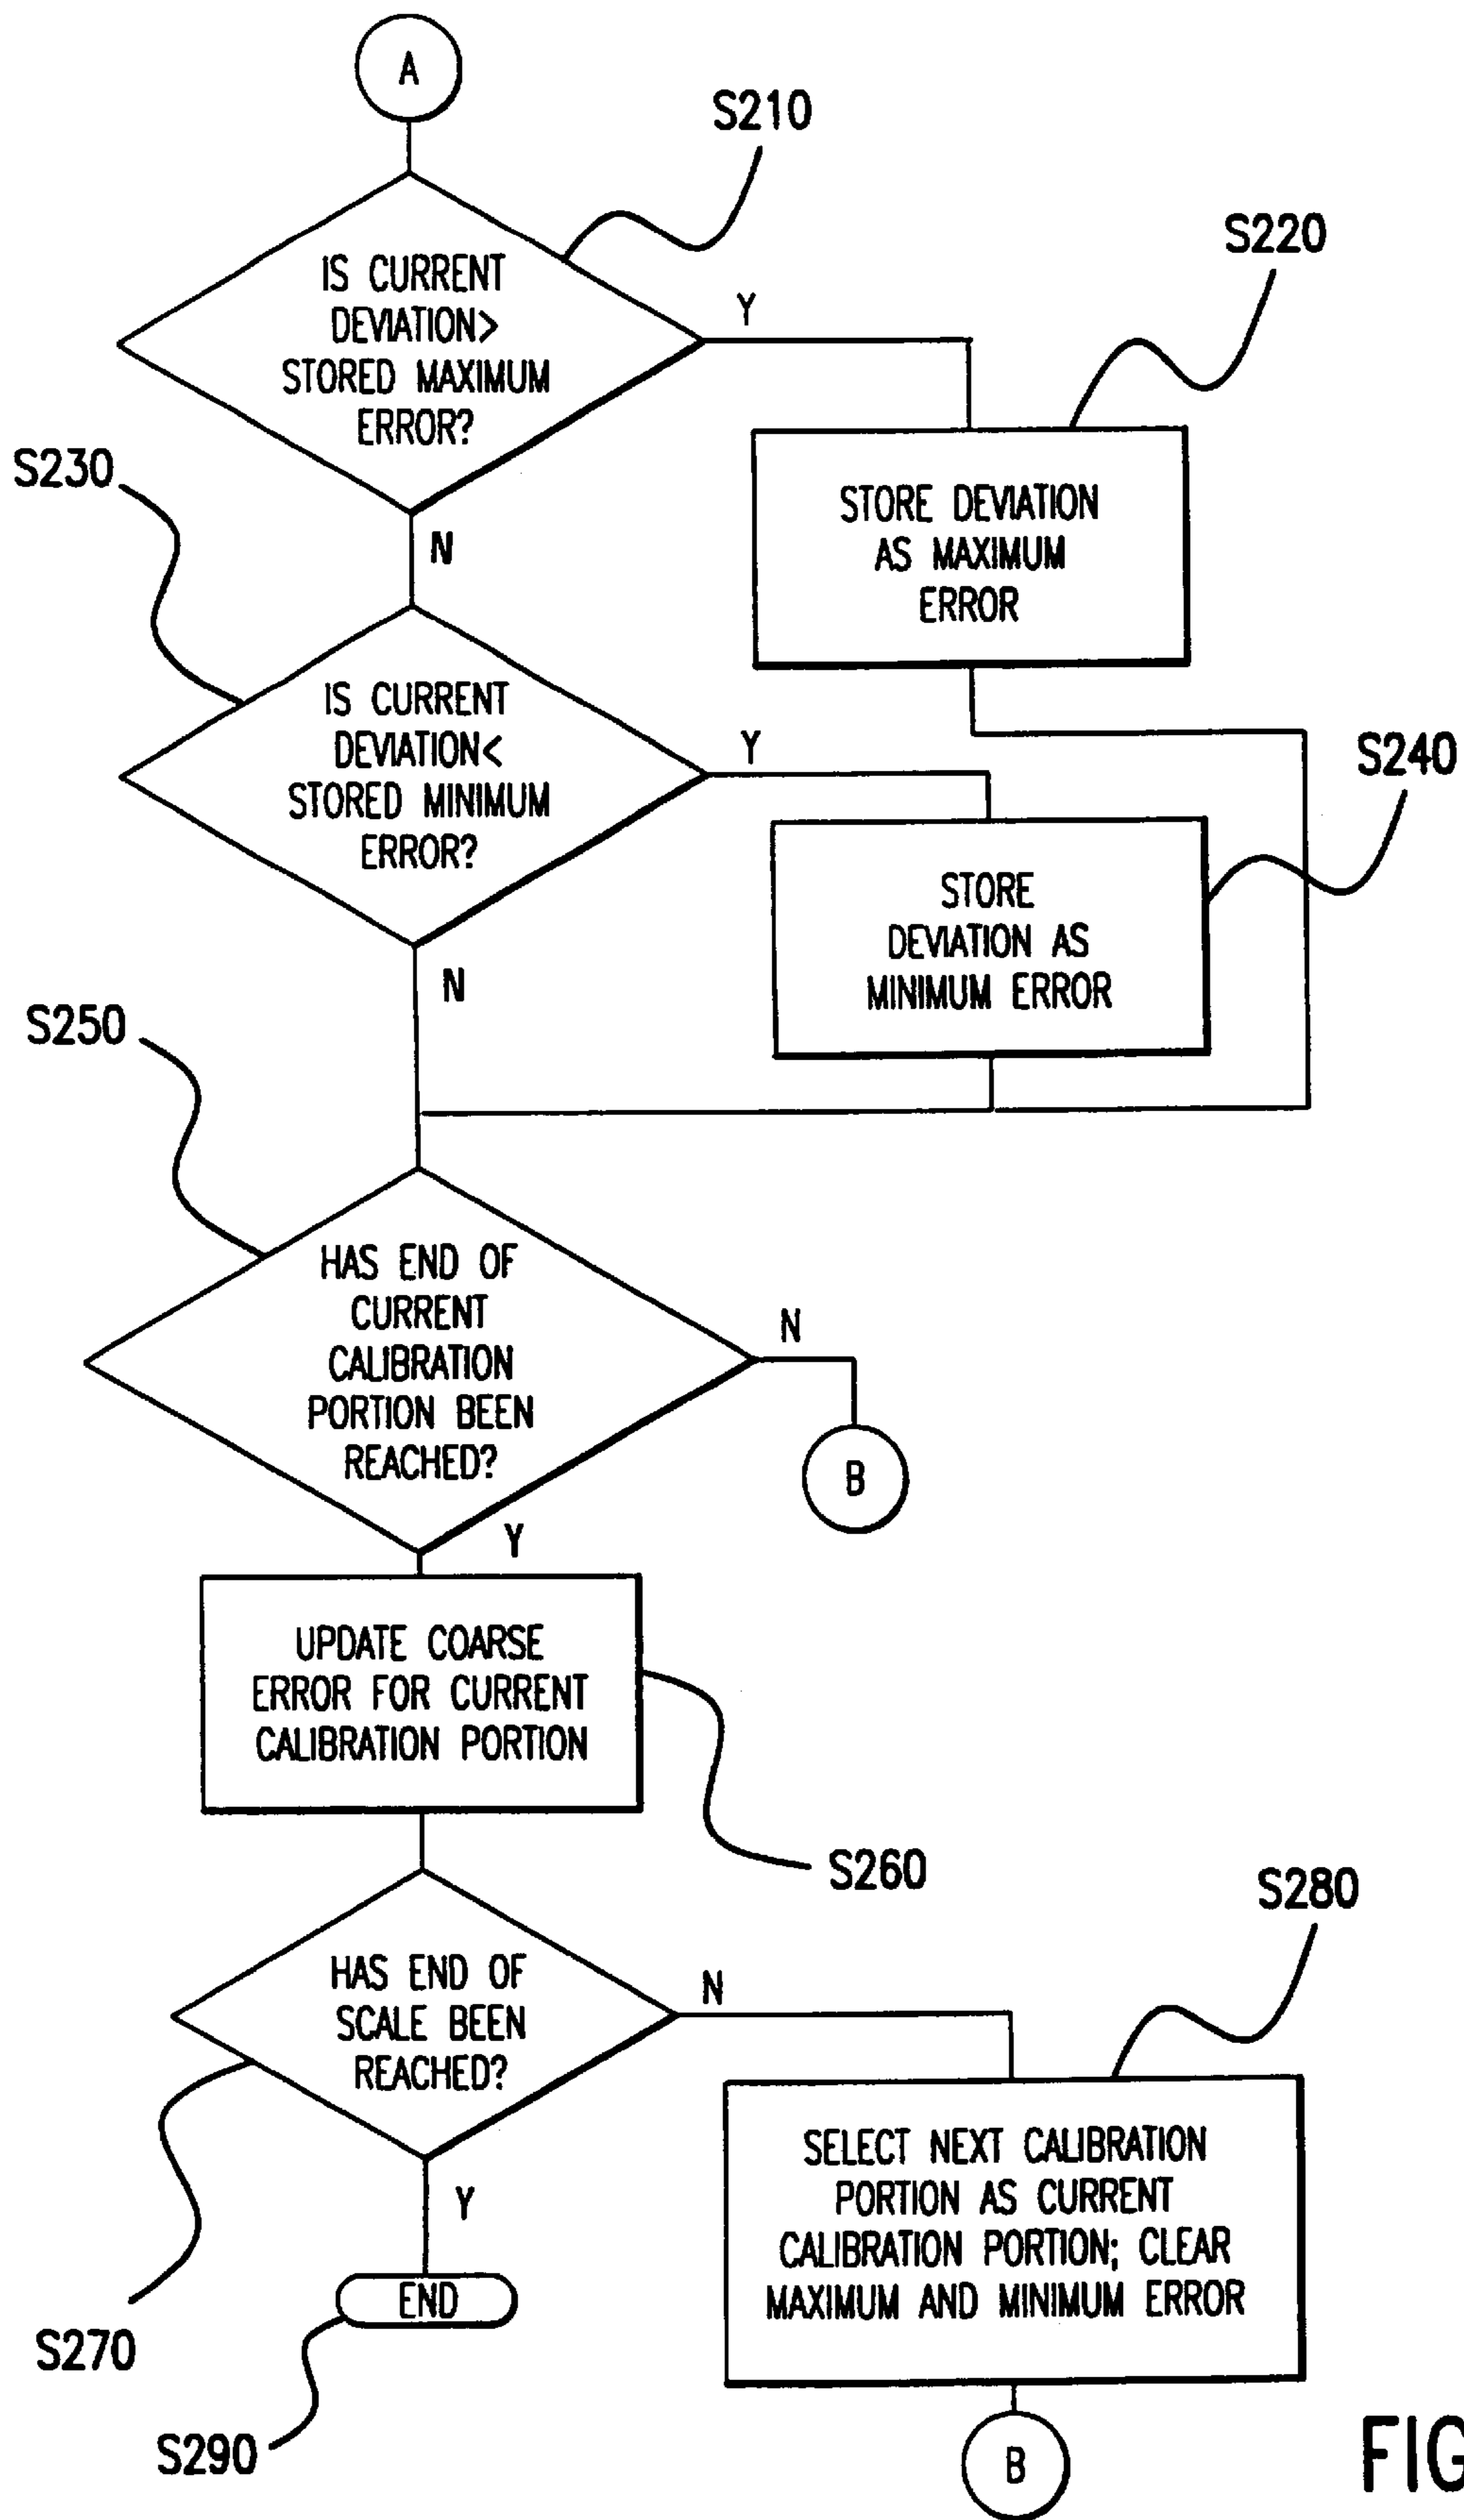 A
S210
IS CURRENT
DEVIATION>
STORED MAXIMUM
ERROR?
Y
S220
STORE DEVIATION
AS MAXIMUM
ERROR
S230
N
IS CURRENT
DEVIATION<
STORED MINIMUM
ERROR?
Y
S240
STORE
DEVIATION AS
MINIMUM ERROR
N
S250
HAS END OF
CURRENT
CALIBRATION
PORTION BEEN
REACHED?
N
B
Y
UPDATE COARSE
ERROR FOR CURRENT
CALIBRATION PORTION
S260
HAS END OF
SCALE BEEN
REACHED?
N
S280
SELECT NEXT CALIBRATION
PORTION AS CURRENT
CALIBRATION PORTION; CLEAR
MAXIMUM AND MINIMUM ERROR
Y
END
S270
S290
B
FIG